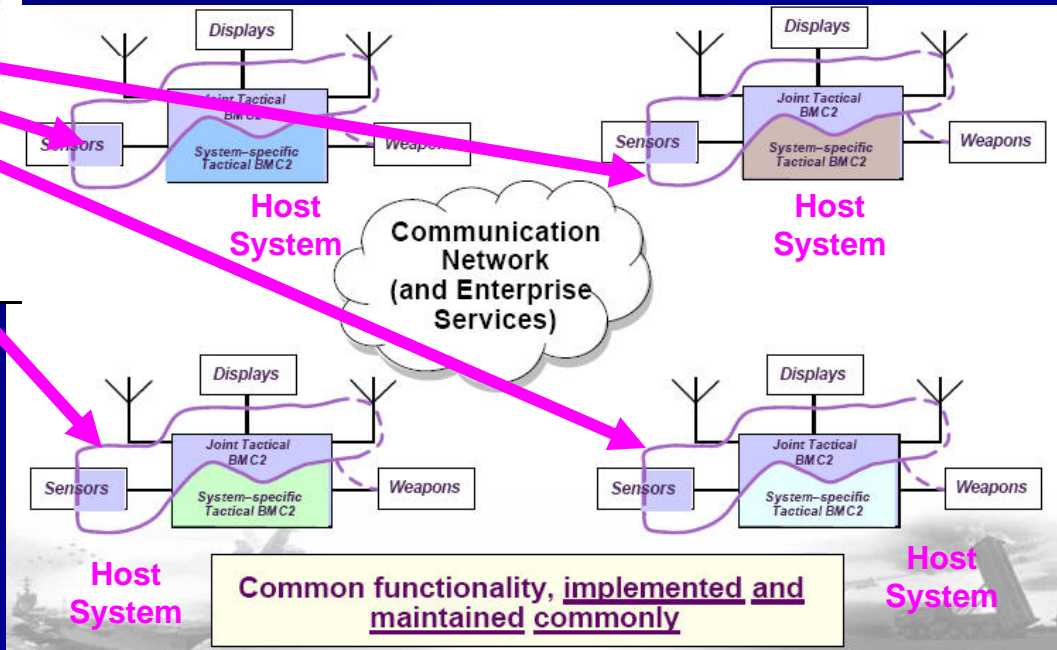 Displays
Joint Tactical
BMC2
Sensors
System–specific
Tactical BMC2
Weapons
Host
System
Displays
Joint Tactical
BMC2
Sensors
System–specific
Tactical BMC2
Weapons
Host
System
Communication
Network
(and Enterprise
Services)
Displays
Joint Tactical
BMC2
Sensors
System–specific
Tactical BMC2
Weapons
Host
System
Displays
Joint Tactical
BMC2
Sensors
System–specific
Tactical BMC2
Weapons
Host
System
Common functionality, implemented and
maintained commonly